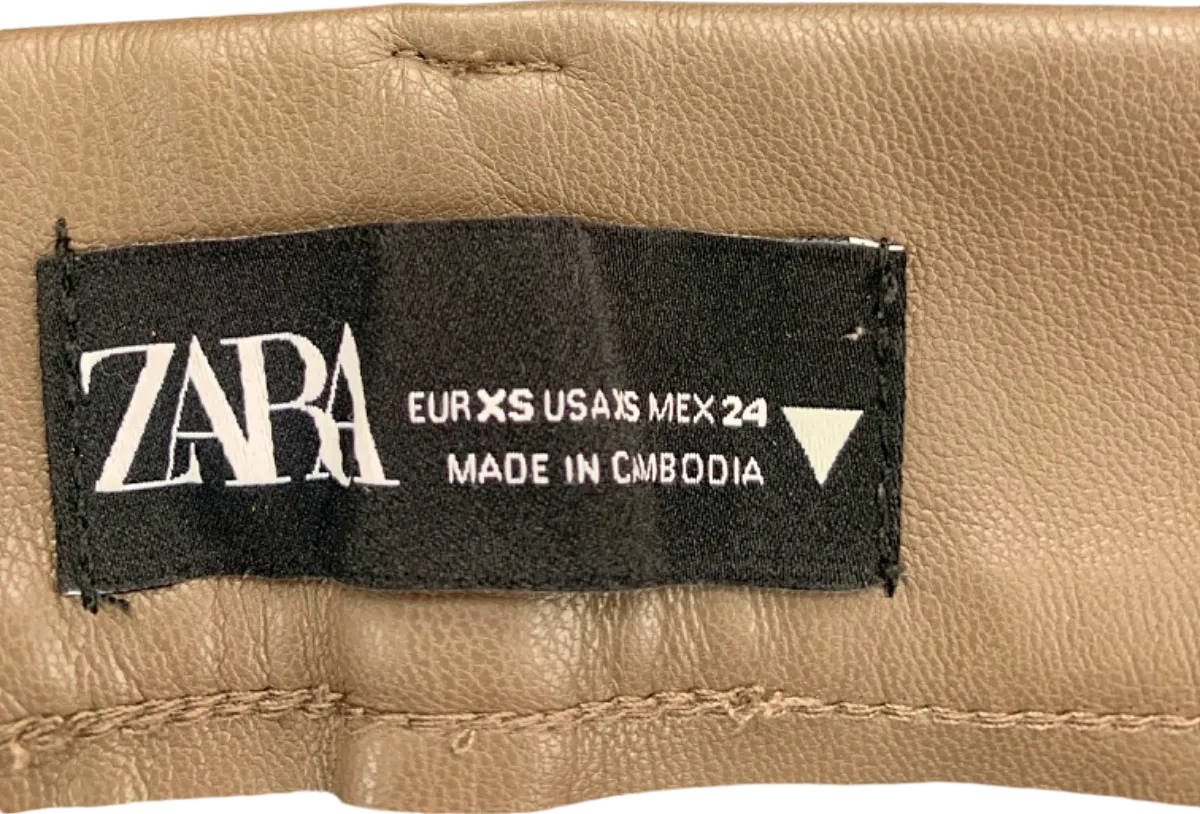 ZARA
EUR XS USA XS MEX 24
MADE IN CAMBODIA